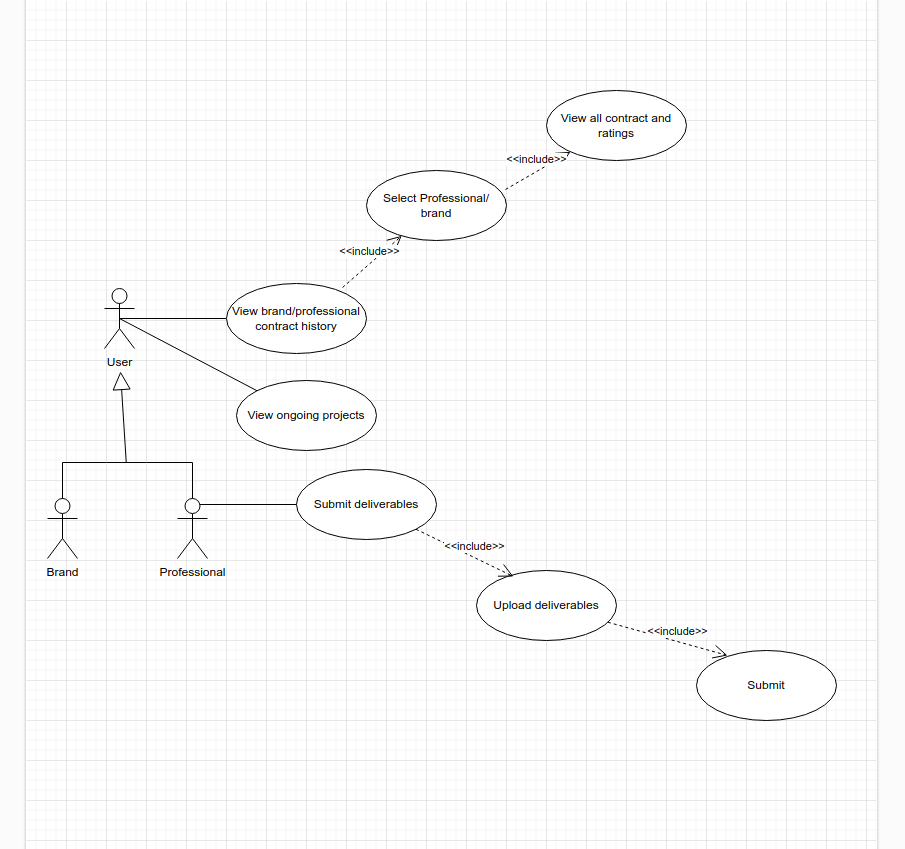 View all contract and
ratings
<<include>>
Select Professional/
brand
<<include>>
View brand/professional
contract history
User
View ongoing projects
Submit deliverables
<<include>>
Brand
Professional
Upload deliverables
<<include>>
Submit